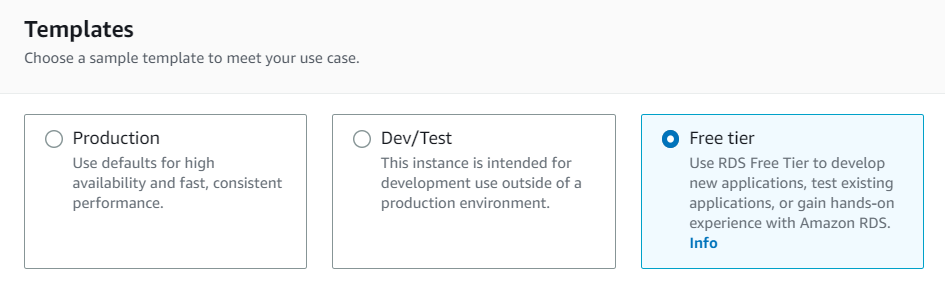 Templates
Choose a sample template to meet your use case.
Production
Use defaults for high
availability and fast, consistent
performance.
Dev/Test
This instance is intended for
development use outside of a
production environment.
Free tier
Use RDS Free Tier to develop
new applications, test existing
applications, or gain hands-on
experience with Amazon RDS.
Info